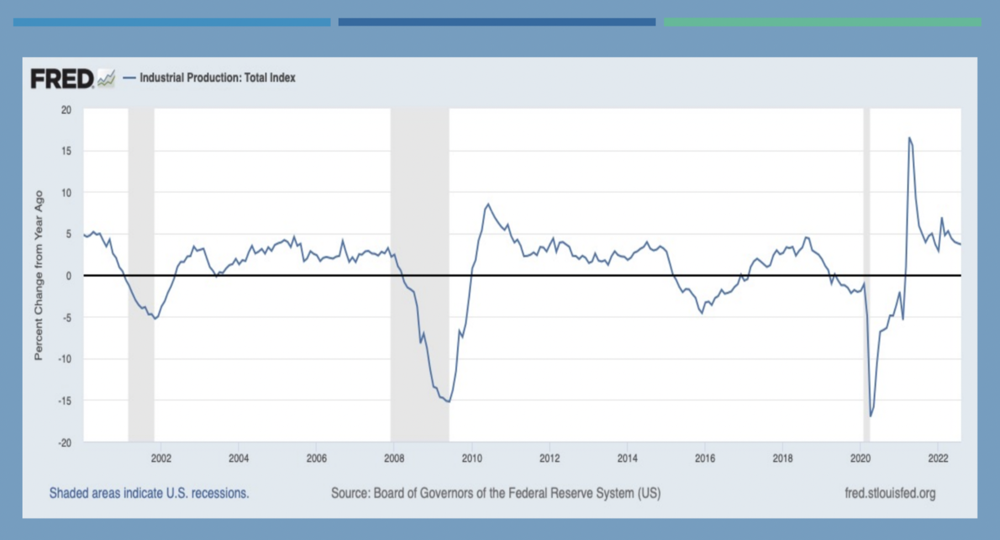 FRED
Industrial Production: Total Index
Percent Change from Year Ago
20
15
10
5
0
-5
-10
-15
-20
2002 2004 2006 2008 2010 2012 2014 2016 2018 2020 2022
Shaded areas indicate U.S. recessions. Source: Board of Governors of the Federal Reserve System (US) fred.stlouisfed.org